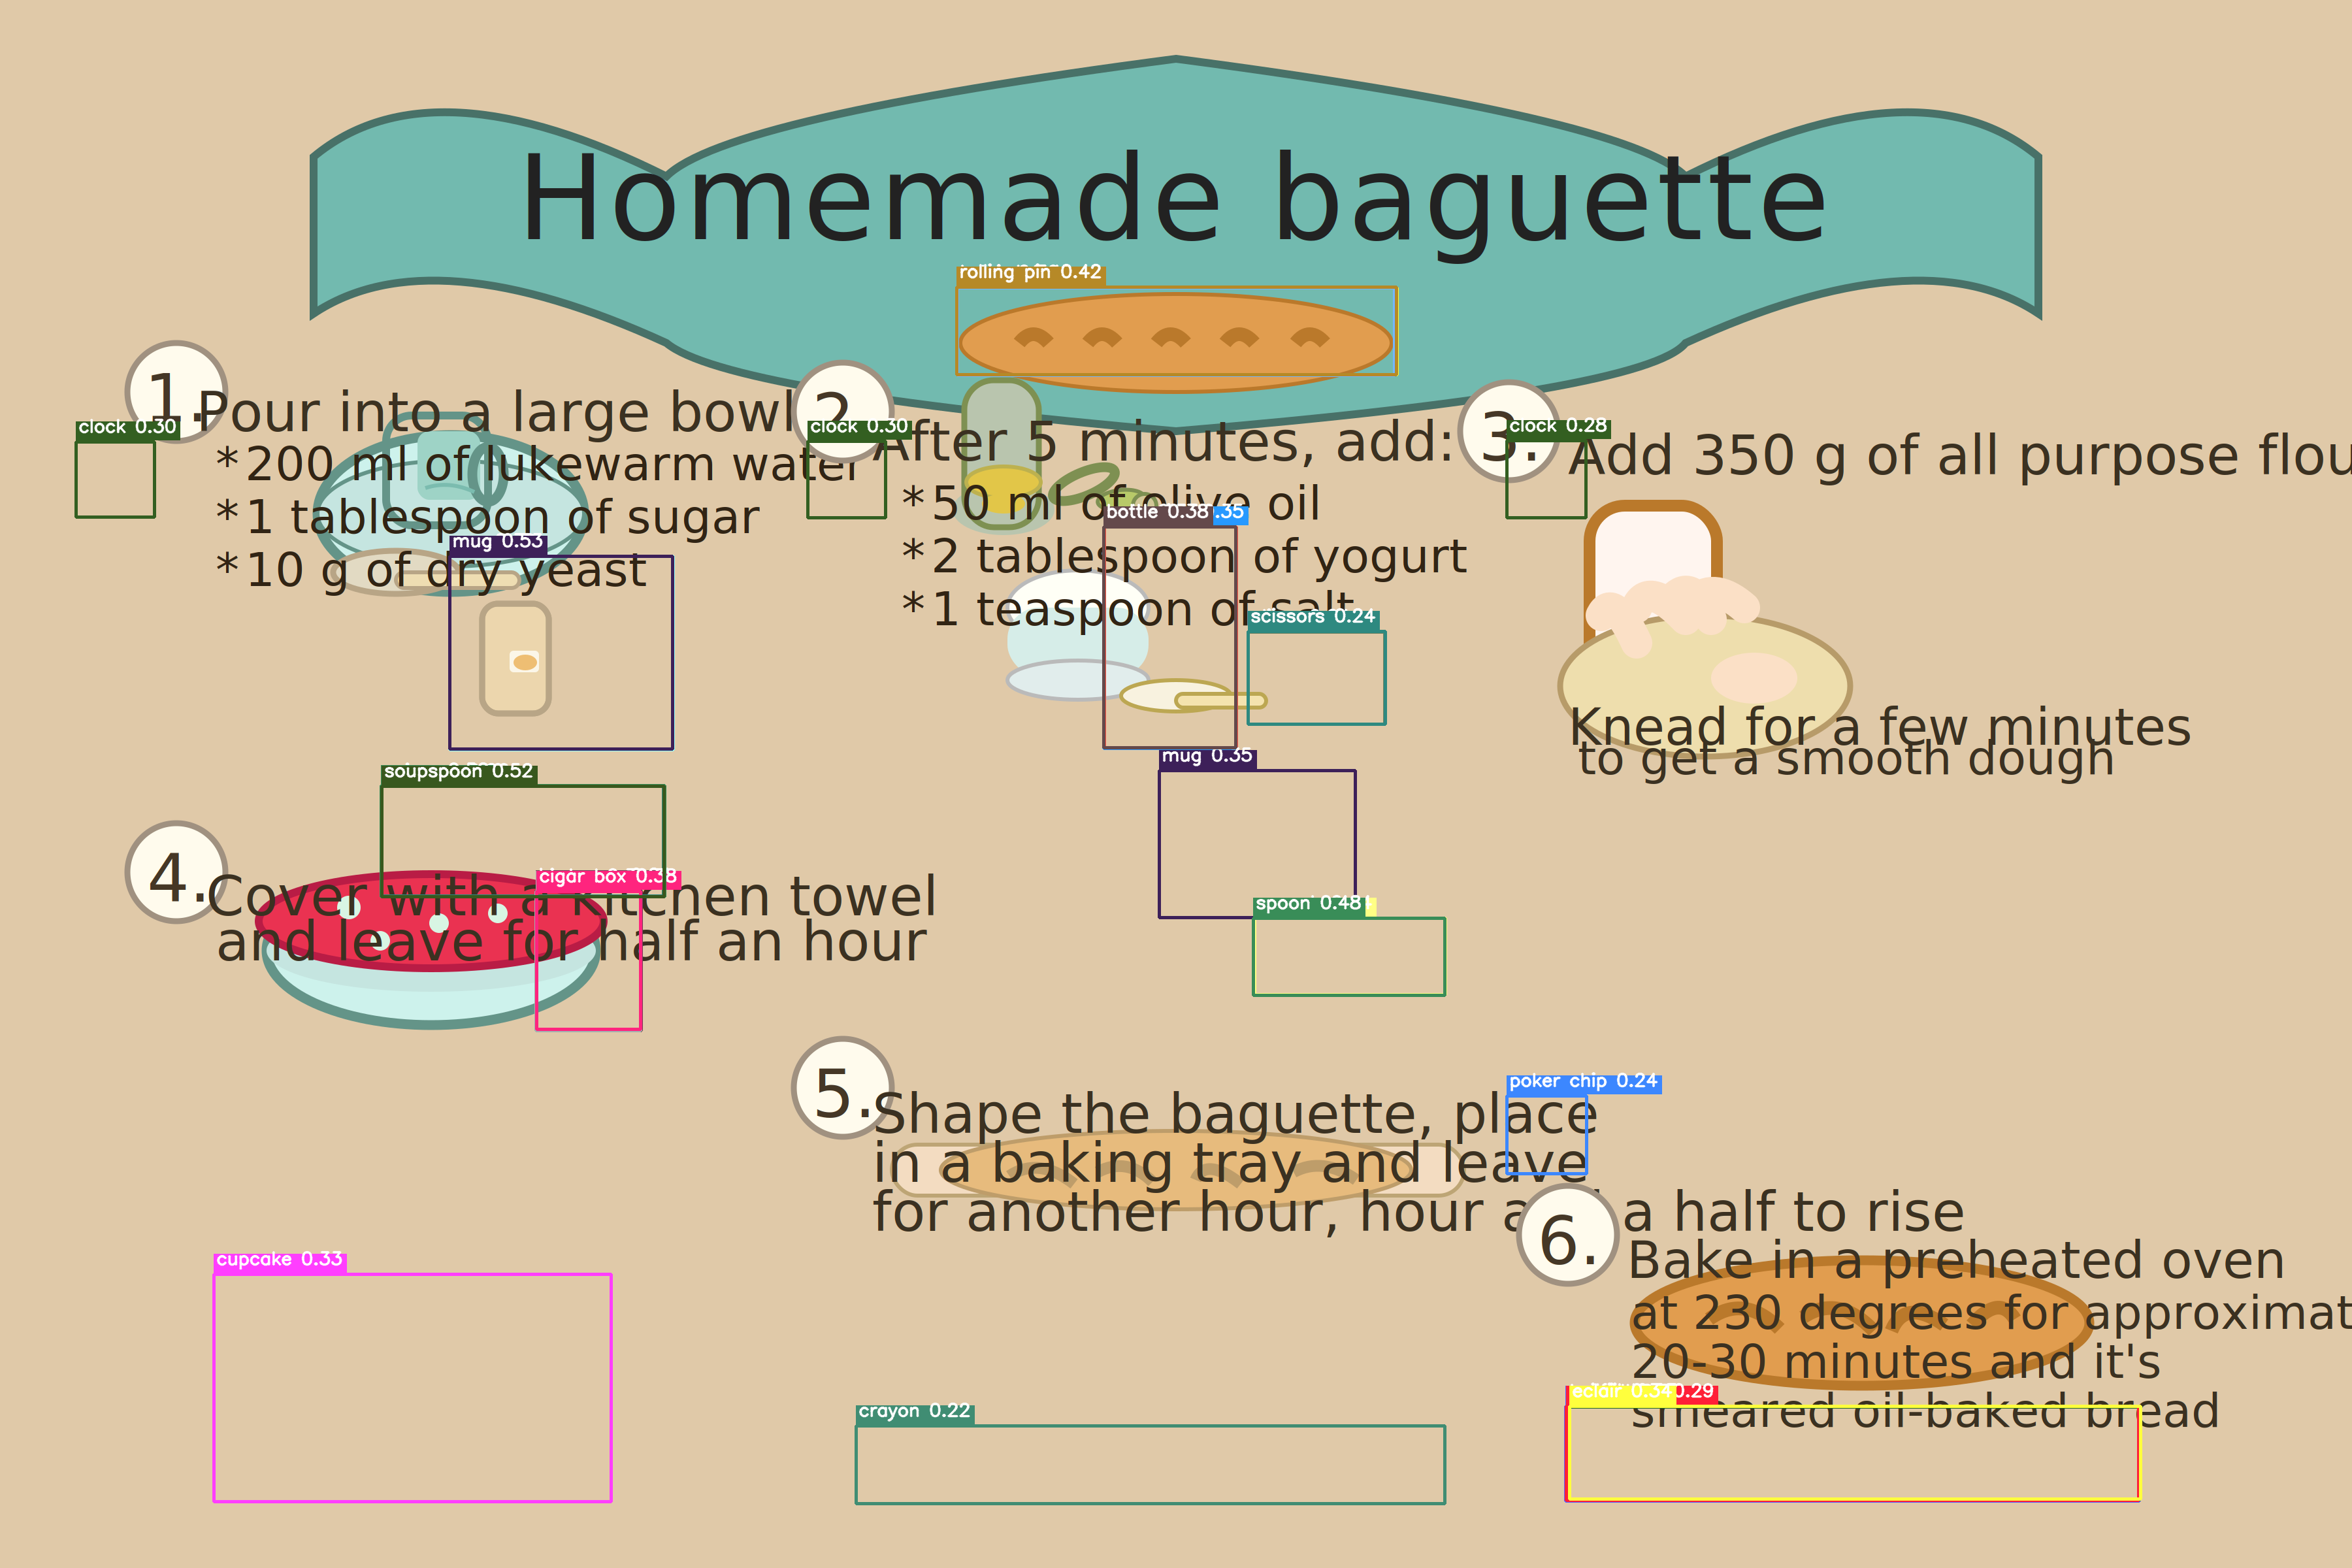 Homemade baguette
rolling pin 0.42
1.
Pour into a large bowl
clock 0.30
*200 ml of lukewarm water
*1 tablespoon of sugar
mug 0.53
*10 g of dry yeast
2.
After 5 minutes, add:
clock 0.30
*50 ml of olive oil
bottle 0.38 .35
*2 tablespoon of yogurt
*1 teaspoon of salt
scissors 0.24
mug 0.35
spoon 0.48
3.
clock 0.28
Add 350 g of all purpose flou
Knead for a few minutes
to get a smooth dough
soupspoon 0.52
4.
cigar box 0.38
Cover with a kitchen towel
and leave for half an hour
5.
poker chip 0.24
Shape the baguette, place
in a baking tray and leave
for another hour, hour a a half to rise
6.
Bake in a preheated oven
at 230 degrees for approximat
20-30 minutes and it's
eclair 0.34 0.29
smeared oil-baked bread
cupcake 0.33
crayon 0.22